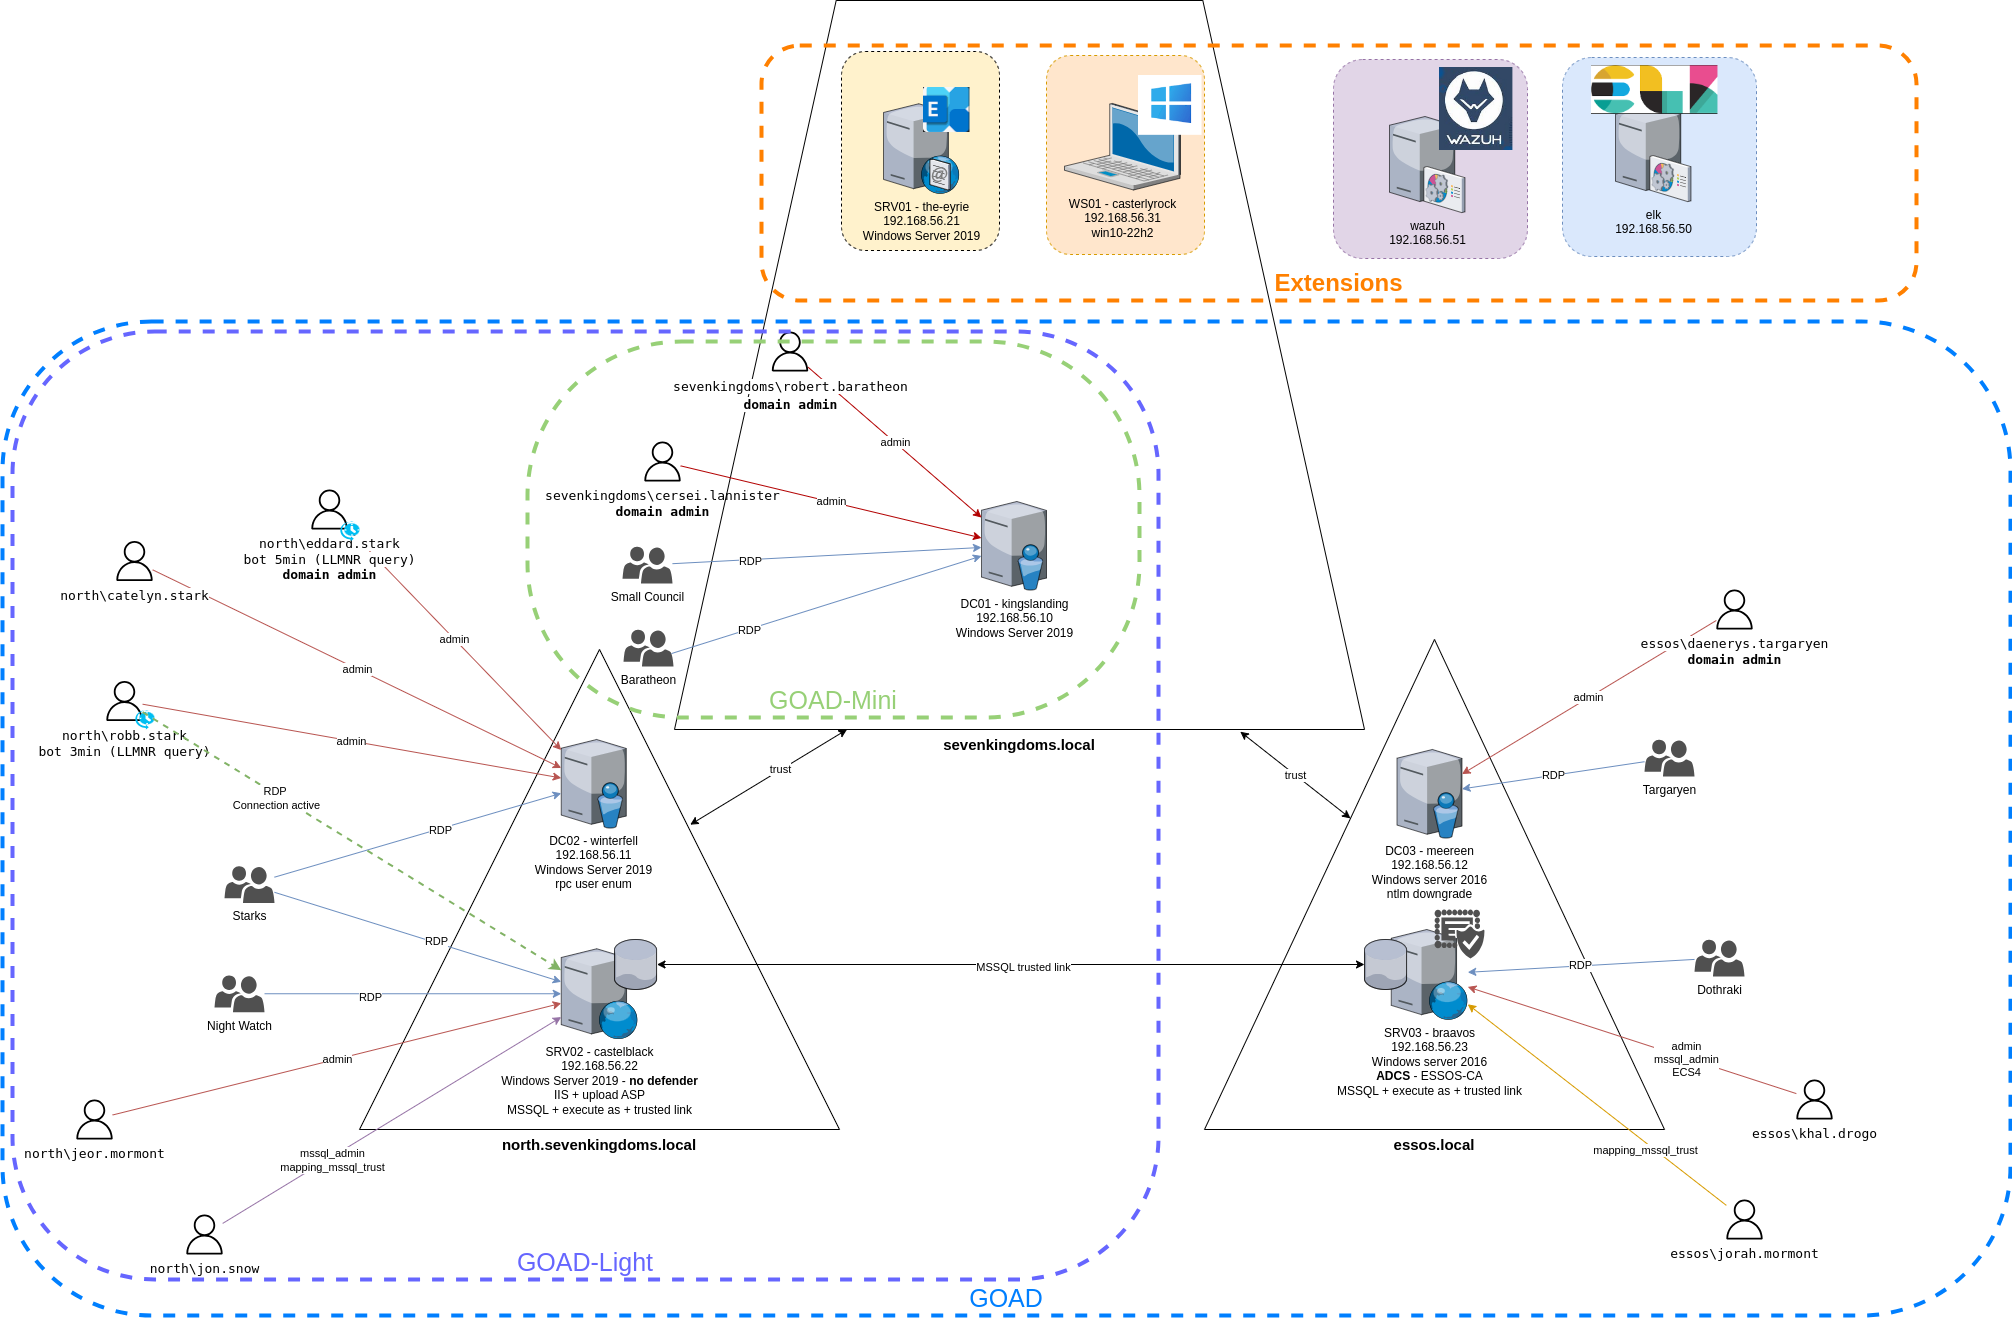 E
@
SRV01 - the-eyrie
192.168.56.21
Windows Server 2019
WS01 - casterlyrock
192.168.56.31
win10-22h2
WAZUH
wazuh
192.168.56.51
elk
192.168.56.50
Extensions
sevenkingdoms\robert.baratheon
domain admin
admin
sevenkingdoms\cersei.lannister
domain admin
admin
RDP
Small Council
RDP
Baratheon
DC01 - kingslanding
192.168.56.10
Windows Server 2019
GOAD-Mini
sevenkingdoms.local
north\eddard.stark
bot 5min (LLMNR query)
domain admin
admin
north\catelyn.stark
admin
north\robb.stark
bot 3min (LLMNR query)
admin
RDP
Connection active
trust
trust
DC02 - winterfell
192.168.56.11
Windows Server 2019
rpc user enum
RDP
Starks
RDP
Night Watch
RDP
admin
SRV02 - castelblack
192.168.56.22
Windows Server 2019 - no defender
IIS + upload ASP
MSSQL + execute as + trusted link
north.sevenkingdoms.local
north\jeor.mormont
mssql_admin
mapping_mssql_trust
north\jon.snow
MSSQL trusted link
essos\daenerys.targaryen
domain admin
admin
RDP
Targaryen
DC03 - meereen
192.168.56.12
Windows server 2016
ntlm downgrade
RDP
Dothraki
SRV03 - braavos
192.168.56.23
Windows server 2016
ADCS - ESSOS-CA
MSSQL + execute as + trusted link
admin
mssql_admin
ECS4
essos\khal.drogo
essos.local
mapping_mssql_trust
essos\jorah.mormont
GOAD-Light
GOAD